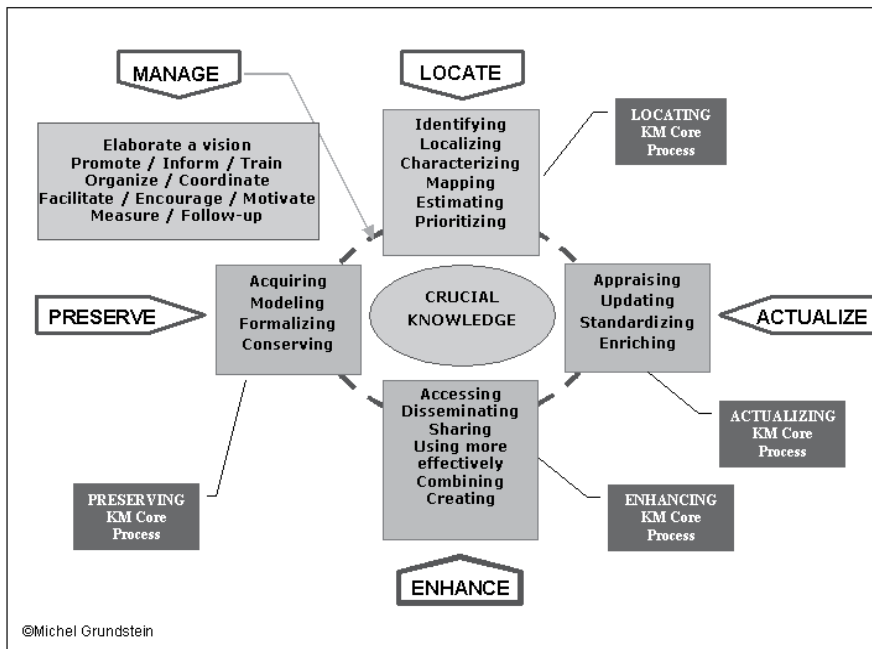 MANAGE
LOCATE
Elaborate a vision
Promote / Inform / Train
Organize / Coordinate
Facilitate / Encourage / Motivate
Measure / Follow-up
Identifying
Localizing
Characterizing
Mapping
Estimating
Prioritizing
LOCATING
KM Core
Process
PRESERVE
Acquiring
Modeling
Formalizing
Conserving
CRUCIAL
KNOWLEDGE
Appraising
Updating
Standardizing
Enriching
ACTUALIZE
Accessing
Disseminating
Sharing
Using more
effectively
Combining
Creating
ACTUALIZING
KM Core
Process
PRESERVING
KM Core
Process
ENHANCING
KM Core
Process
ENHANCE
©Michel Grundstein